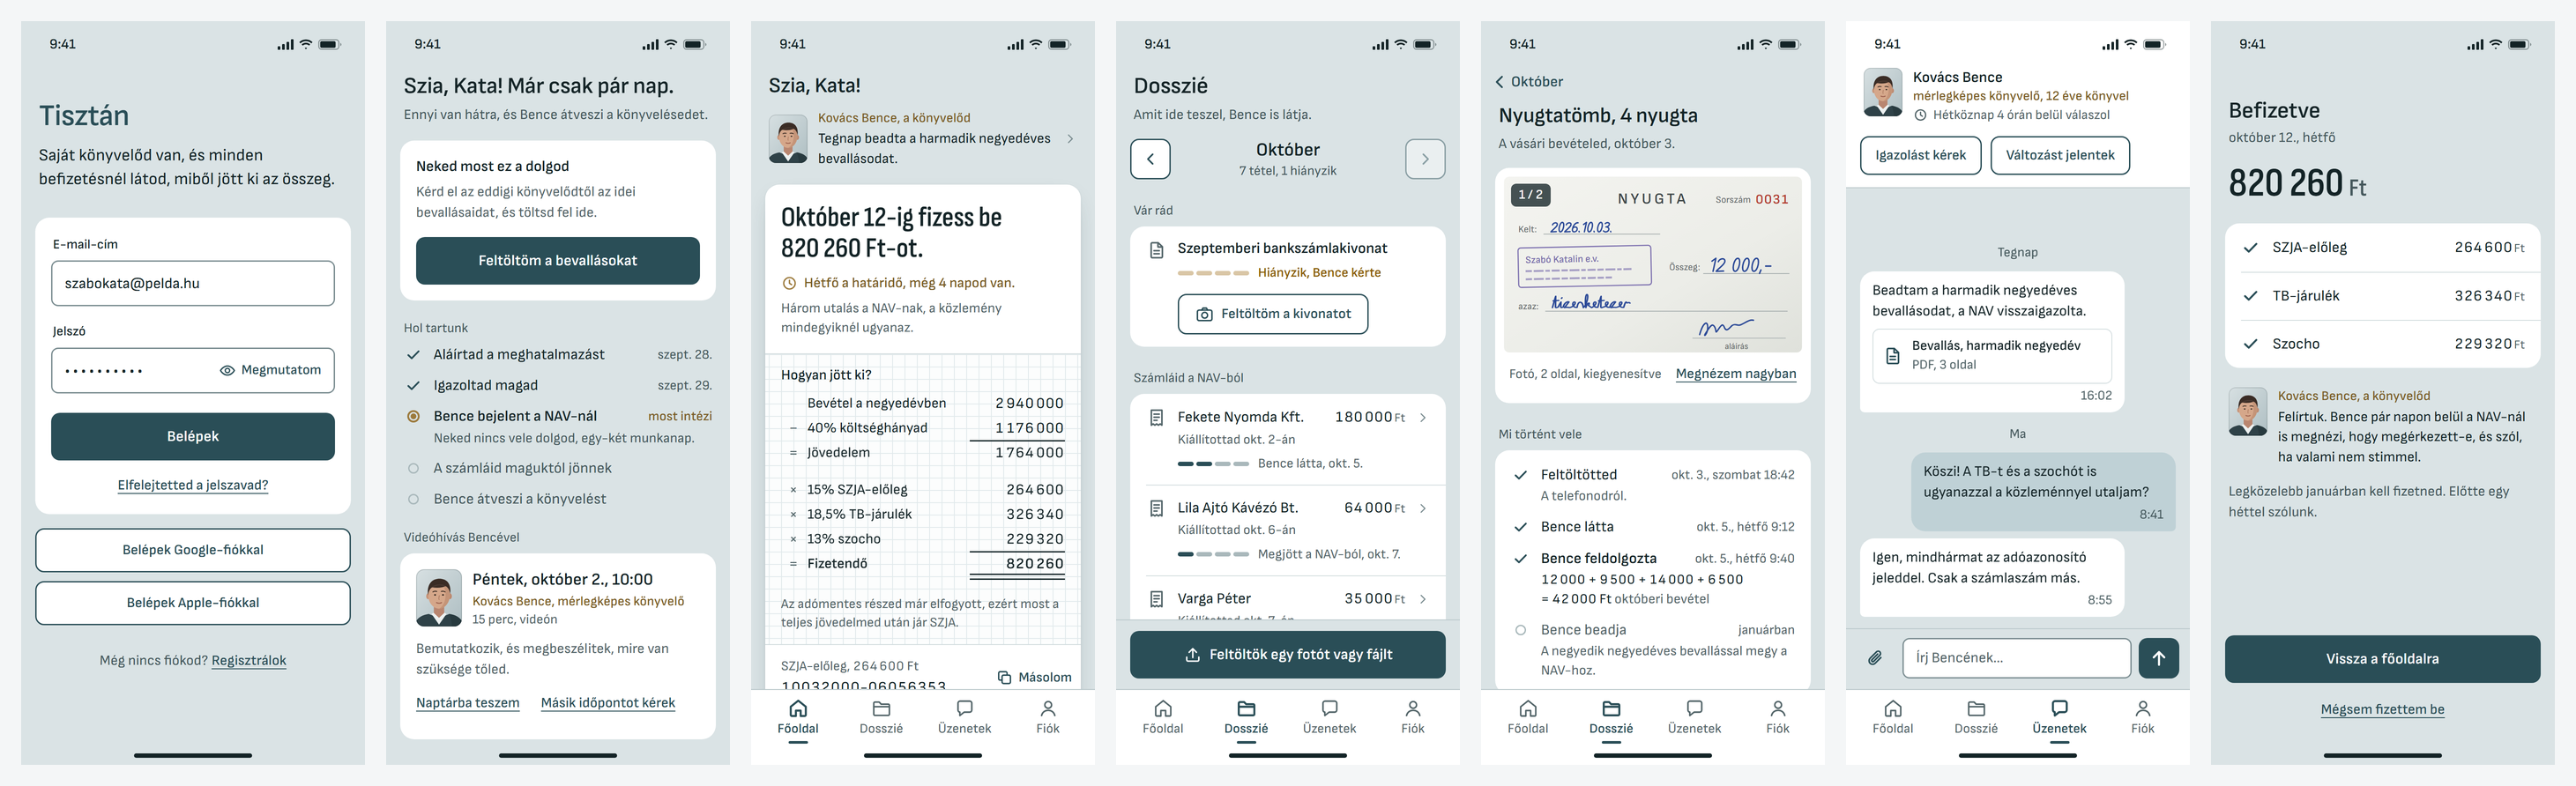 9:41
Tisztán
Saját könyvelőd van, és minden
befizetésnél látod, miből jött ki az összeg.
E-mail-cím
szabokata@pelda.hu
Jelszó
••••••••••
Megmutatom
Belépek
Elfelejtetted a jelszavad?
Belépek Google-fiókkal
Belépek Apple-fiókkal
Még nincs fiókod? Regisztrálok
9:41
Szia, Kata! Már csak pár nap.
Ennyi van hátra, és Bence átveszi a könyvelésedet.
Neked most ez a dolgod
Kérd el az eddigi könyvelődtől az idei
bevallásaidat, és töltsd fel ide.
Feltöltöm a bevallásokat
Hol tartunk
Aláírtad a meghatalmazást szept. 28.
Igazoltad magad szept. 29.
Bence bejelent a NAV-nál most intézi
Neked nincs vele dolgod, egy-két munkanap.
A számláid maguktól jönnek
Bence átveszi a könyvelést
Videóhívás Bencével
Péntek, október 2., 10:00
Kovács Bence, mérlegképes könyvelő
15 perc, videón
Bemutatkozik, és megbeszélitek, mire van
szüksége tőled.
Naptárba teszem Másik időpontot kérek
9:41
Szia, Kata!
Kovács Bence, a könyvelőd
Tegnap beadta a harmadik negyedéves
bevallásodat.
Október 12-ig fizess be
820 260 Ft-ot.
Hétfő a határidő, még 4 napod van.
Három utalás a NAV-nak, a közlemény
mindegyiknél ugyanaz.
Hogyan jött ki?
Bevétel a negyedévben 2 940 000
− 40% költséghányad 1 176 000
= Jövedelem 1 764 000
× 15% SZJA-előleg 264 600
× 18,5% TB-járulék 326 340
× 13% szocho 229 320
= Fizetendő 820 260
Az adómentes részed már elfogyott, ezért most a
teljes jövedelmed után jár SZJA.
SZJA-előleg, 264 600 Ft
10032000-06056353
Másolom
Főoldal Dosszié Üzenetek Fiók
9:41
Dosszié
Amit ide teszel, Bence is látja.
Október
7 tétel, 1 hiányzik
Vár rád
Szeptemberi bankszámlakivonat
Hiányzik, Bence kérte
Feltöltöm a kivonatot
Számláid a NAV-ból
Fekete Nyomda Kft. 180 000 Ft
Kiállítottad okt. 2-án
Bence látta, okt. 5.
Lila Ajtó Kávézó Bt. 64 000 Ft
Kiállítottad okt. 6-án
Megjött a NAV-ból, okt. 7.
Varga Péter 35 000 Ft
Kiállítottad okt. 7-én
Feltöltök egy fotót vagy fájlt
Főoldal Dosszié Üzenetek Fiók
9:41
Október
Nyugtatömb, 4 nyugta
A vásári bevételed, október 3.
1 / 2
NYUGTA
Sorszám 0031
Kelt: 2026.10.03.
Szabó Katalin e.v.
Összeg: 12 000,-
azaz: tizenkétezer
aláírás
Fotó, 2 oldal, kiegyenesítve Megnézem nagyban
Mi történt vele
Feltöltötted okt. 3., szombat 18:42
A telefonodról.
Bence látta okt. 5., hétfő 9:12
Bence feldolgozta okt. 5., hétfő 9:40
12 000 + 9 500 + 14 000 + 6 500
= 42 000 Ft októberi bevétel
Bence beadja januárban
A negyedik negyedéves bevallással megy a
NAV-hoz.
Főoldal Dosszié Üzenetek Fiók
9:41
Kovács Bence
mérlegképes könyvelő, 12 éve könyvel
Hétköznap 4 órán belül válaszol
Igazolást kérek Változást jelentek
Tegnap
Beadtam a harmadik negyedéves
bevallásodat, a NAV visszaigazolta.
Bevallás, harmadik negyedév
PDF, 3 oldal
16:02
Ma
Köszi! A TB-t és a szochót is
ugyanazzal a közleménnyel utaljam?
8:41
Igen, mindhármat az adóazonosító
jeleddel. Csak a számlaszám más.
8:55
Írj Bencének...
Főoldal Dosszié Üzenetek Fiók
9:41
Befizetve
október 12., hétfő
820 260 Ft
SZJA-előleg 264 600 Ft
TB-járulék 326 340 Ft
Szocho 229 320 Ft
Kovács Bence, a könyvelőd
Felírtuk. Bence pár napon belül a NAV-nál
is megnézi, hogy megérkezett-e, és szól,
ha valami nem stimmel.
Legközelebb januárban kell fizetned. Előtte egy
héttel szólunk.
Vissza a főoldalra
Mégsem fizettem be